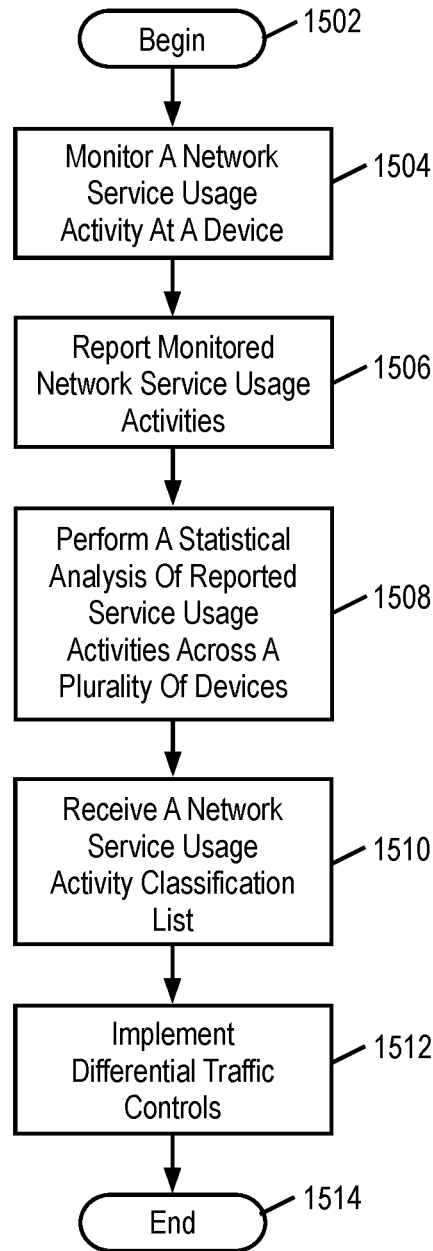 Begin
1502
Monitor A Network
Service Usage
Activity At A Device
1504
Report Monitored
Network Service Usage
Activities
1506
Perform A Statistical
Analysis Of Reported
Service Usage
Activities Across A
Plurality Of Devices
1508
Receive A Network
Service Usage
Activity Classification
List
1510
Implement
Differential Traffic
Controls
1512
End
1514